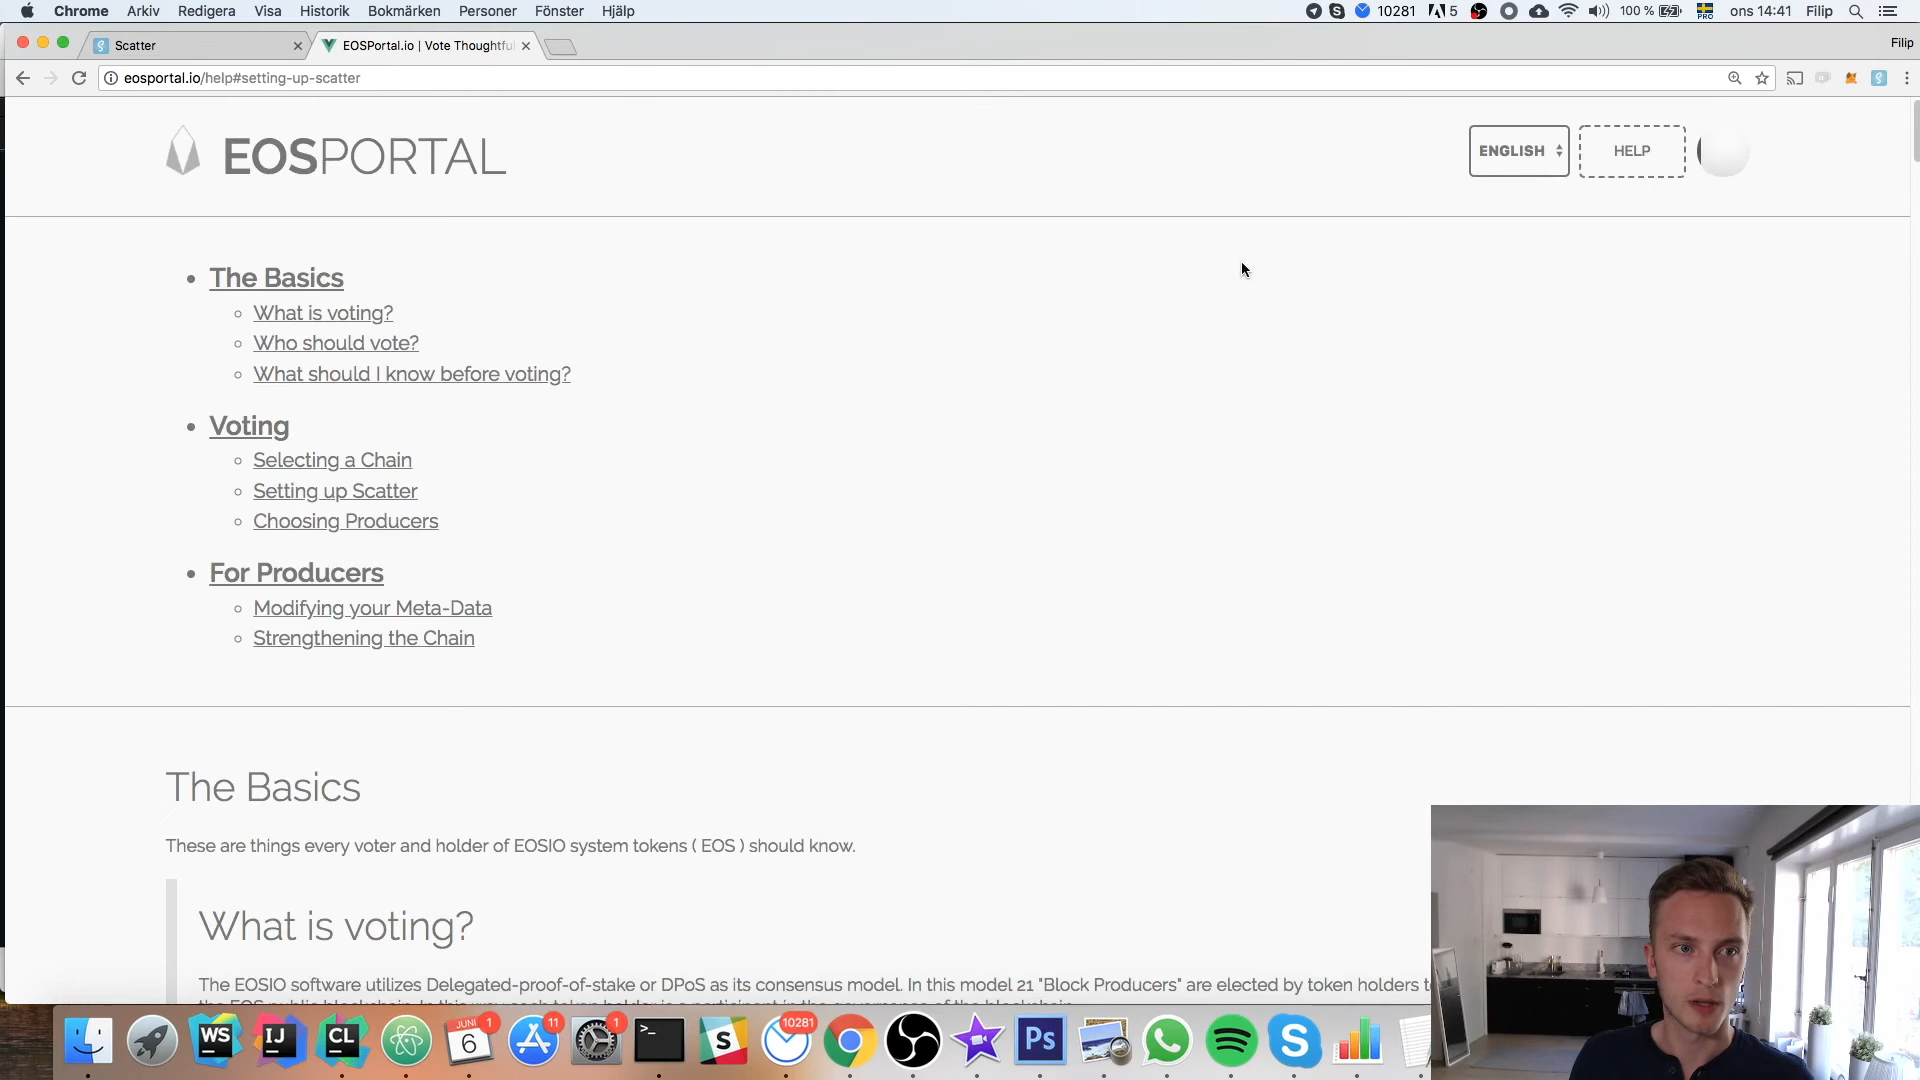 Chrome Arkiv Redigera Visa Historik Bokmärken Personer Fönster Hjälp 10281 5 100 % PRO ons 14:41 Filip
Scatter EOSPortal.io | Vote Thoughtfu Filip
eosportal.io/help#setting-up-scatter
EOSPORTAL
ENGLISH HELP
The Basics
What is voting?
Who should vote?
What should I know before voting?
Voting
Selecting a Chain
Setting up Scatter
Choosing Producers
For Producers
Modifying your Meta-Data
Strengthening the Chain
The Basics
These are things every voter and holder of EOSIO system tokens ( EOS ) should know.
What is voting?
The EOSIO software utilizes Delegated-proof-of-stake or DPoS as its consensus model. In this model 21 "Block Producers" are elected by token holders t
WS IJ CL JUNI 6 1 11 1 >_ 10281 Ps